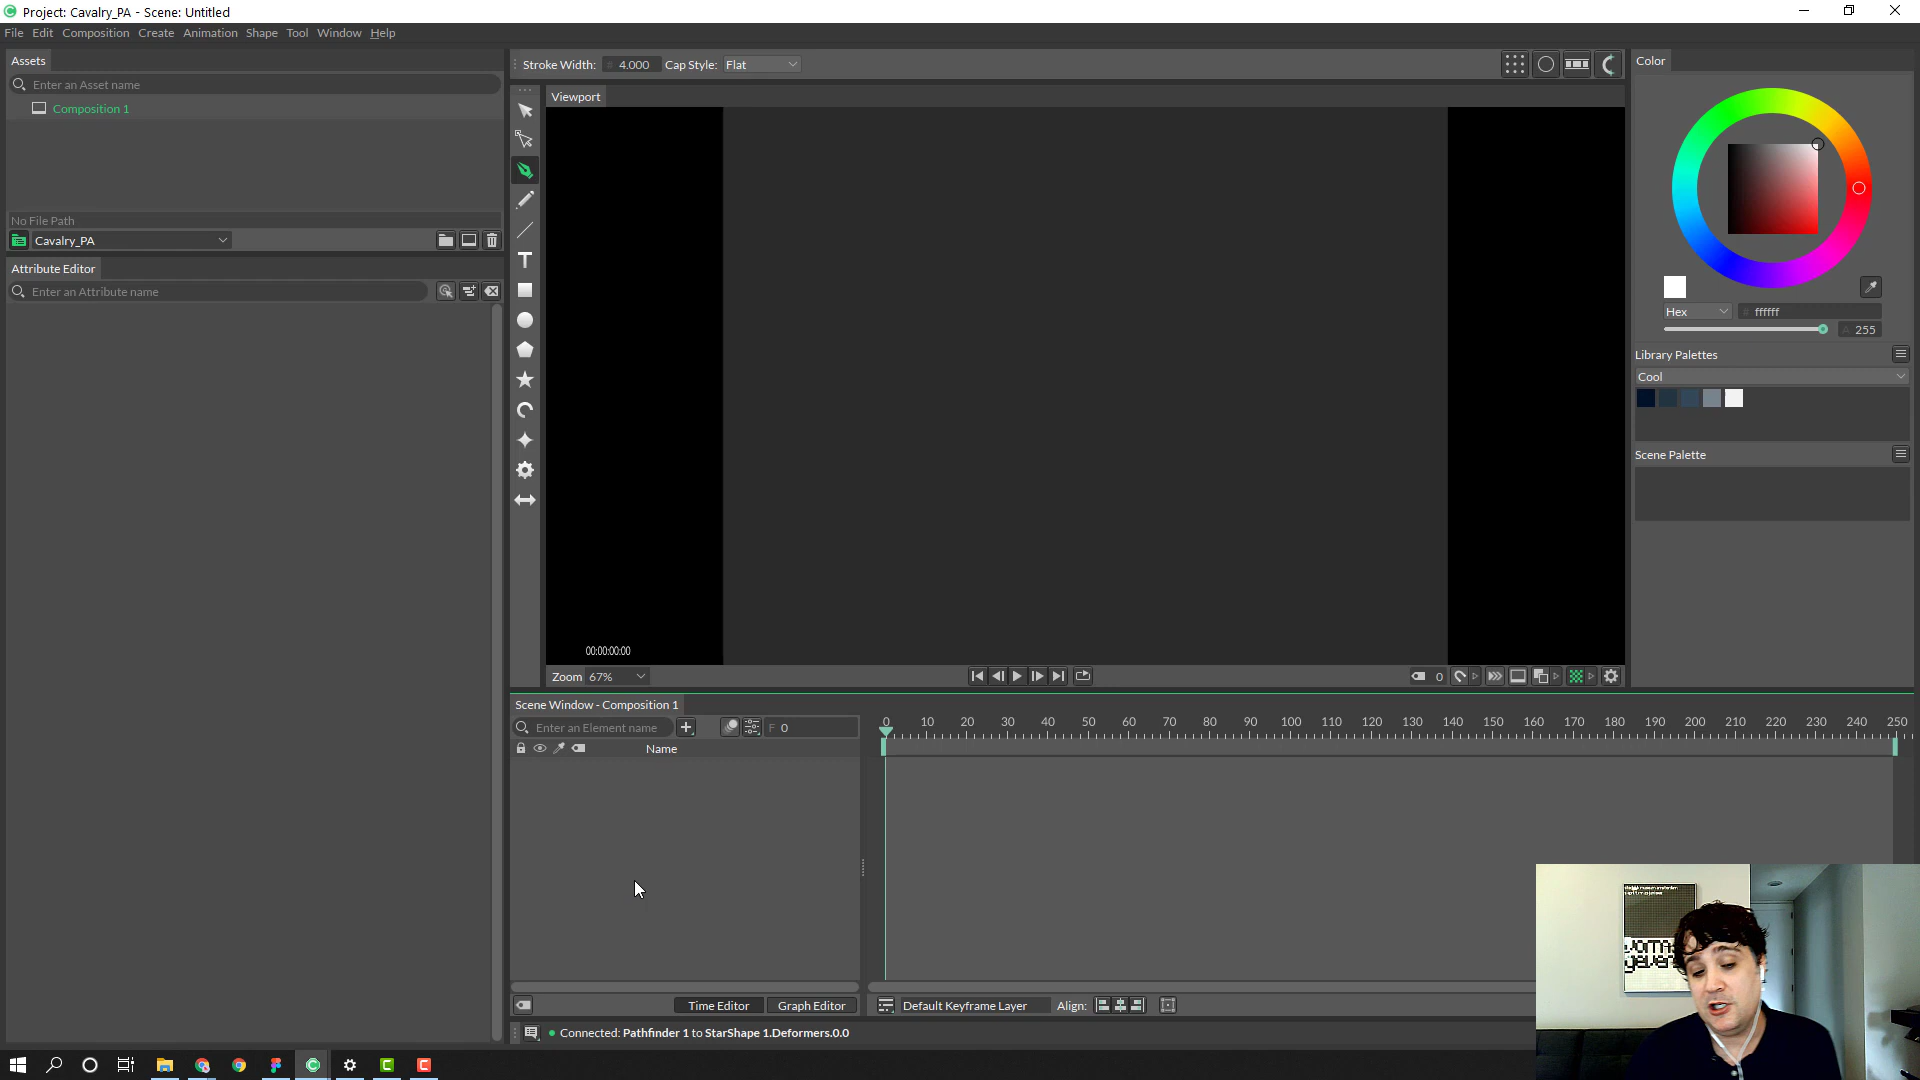 Project: Cavalry_PA - Scene: Untitled
File Edit Composition Create Animation Shape Tool Window Help
Assets
Enter an Asset name
Composition 1
No File Path
Cavalry_PA
Attribute Editor
Enter an Attribute name
Stroke Width: 4.000 Cap Style: Flat
Viewport
00:00:00:00
Zoom 67%
0
Color
Hex
ffffff
A 255
Library Palettes
Cool
Scene Palette
Scene Window - Composition 1
Enter an Element name
F 0
Name
0 10 20 30 40 50 60 70 80 90 100 110 120 130 140 150 160 170 180 190 200 210 220 230 240 250
Time Editor
Graph Editor
Default Keyframe Layer
Align:
Connected: Pathfinder 1 to StarShape 1.Deformers.0.0